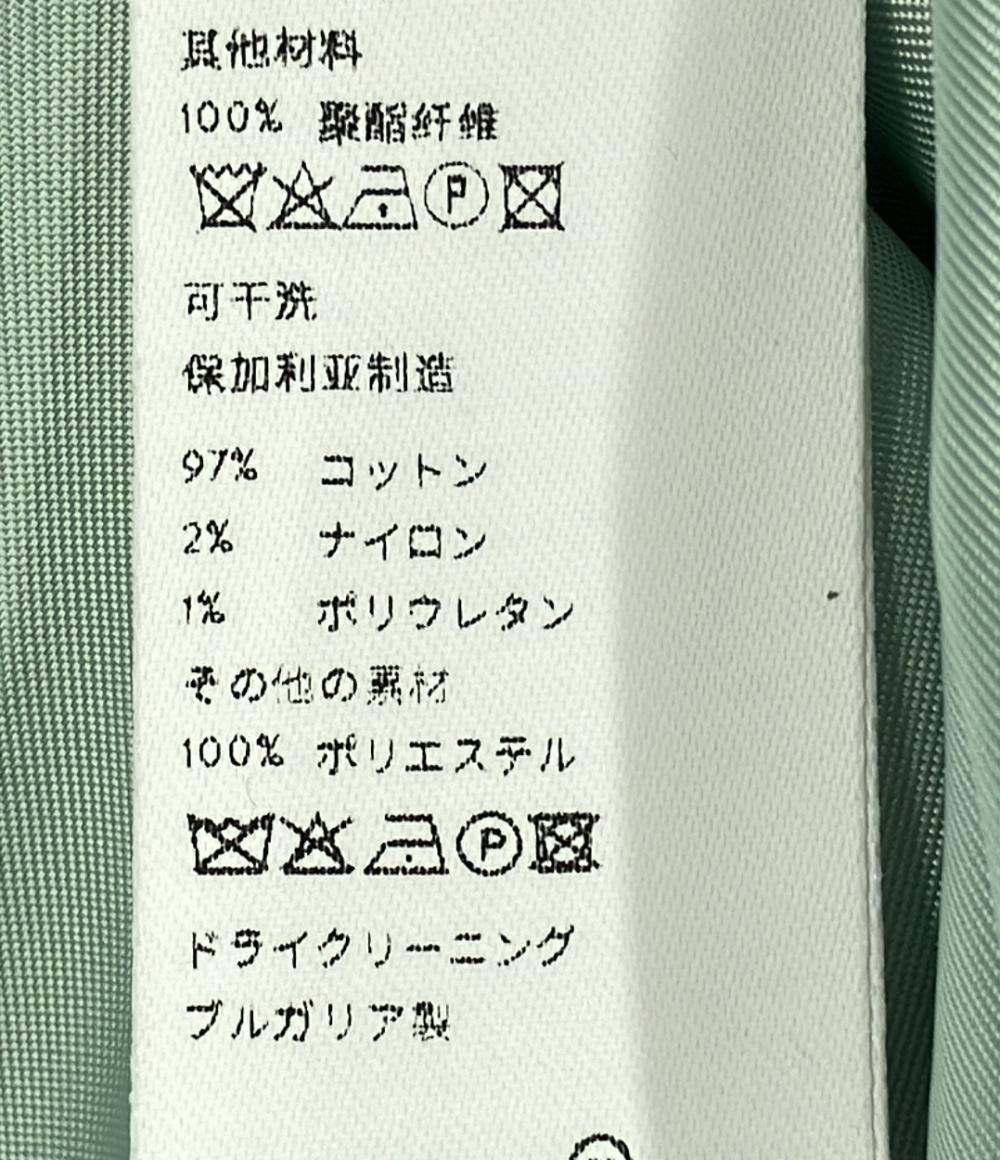 其他材料
100% 聚酯纤维
P
可干洗
保加利亚制造
97% コットン
2% ナイロン
1% ポリウレタン
その他の素材
100% ポリエステル
P
ドライクリーニング
ブルガリア製